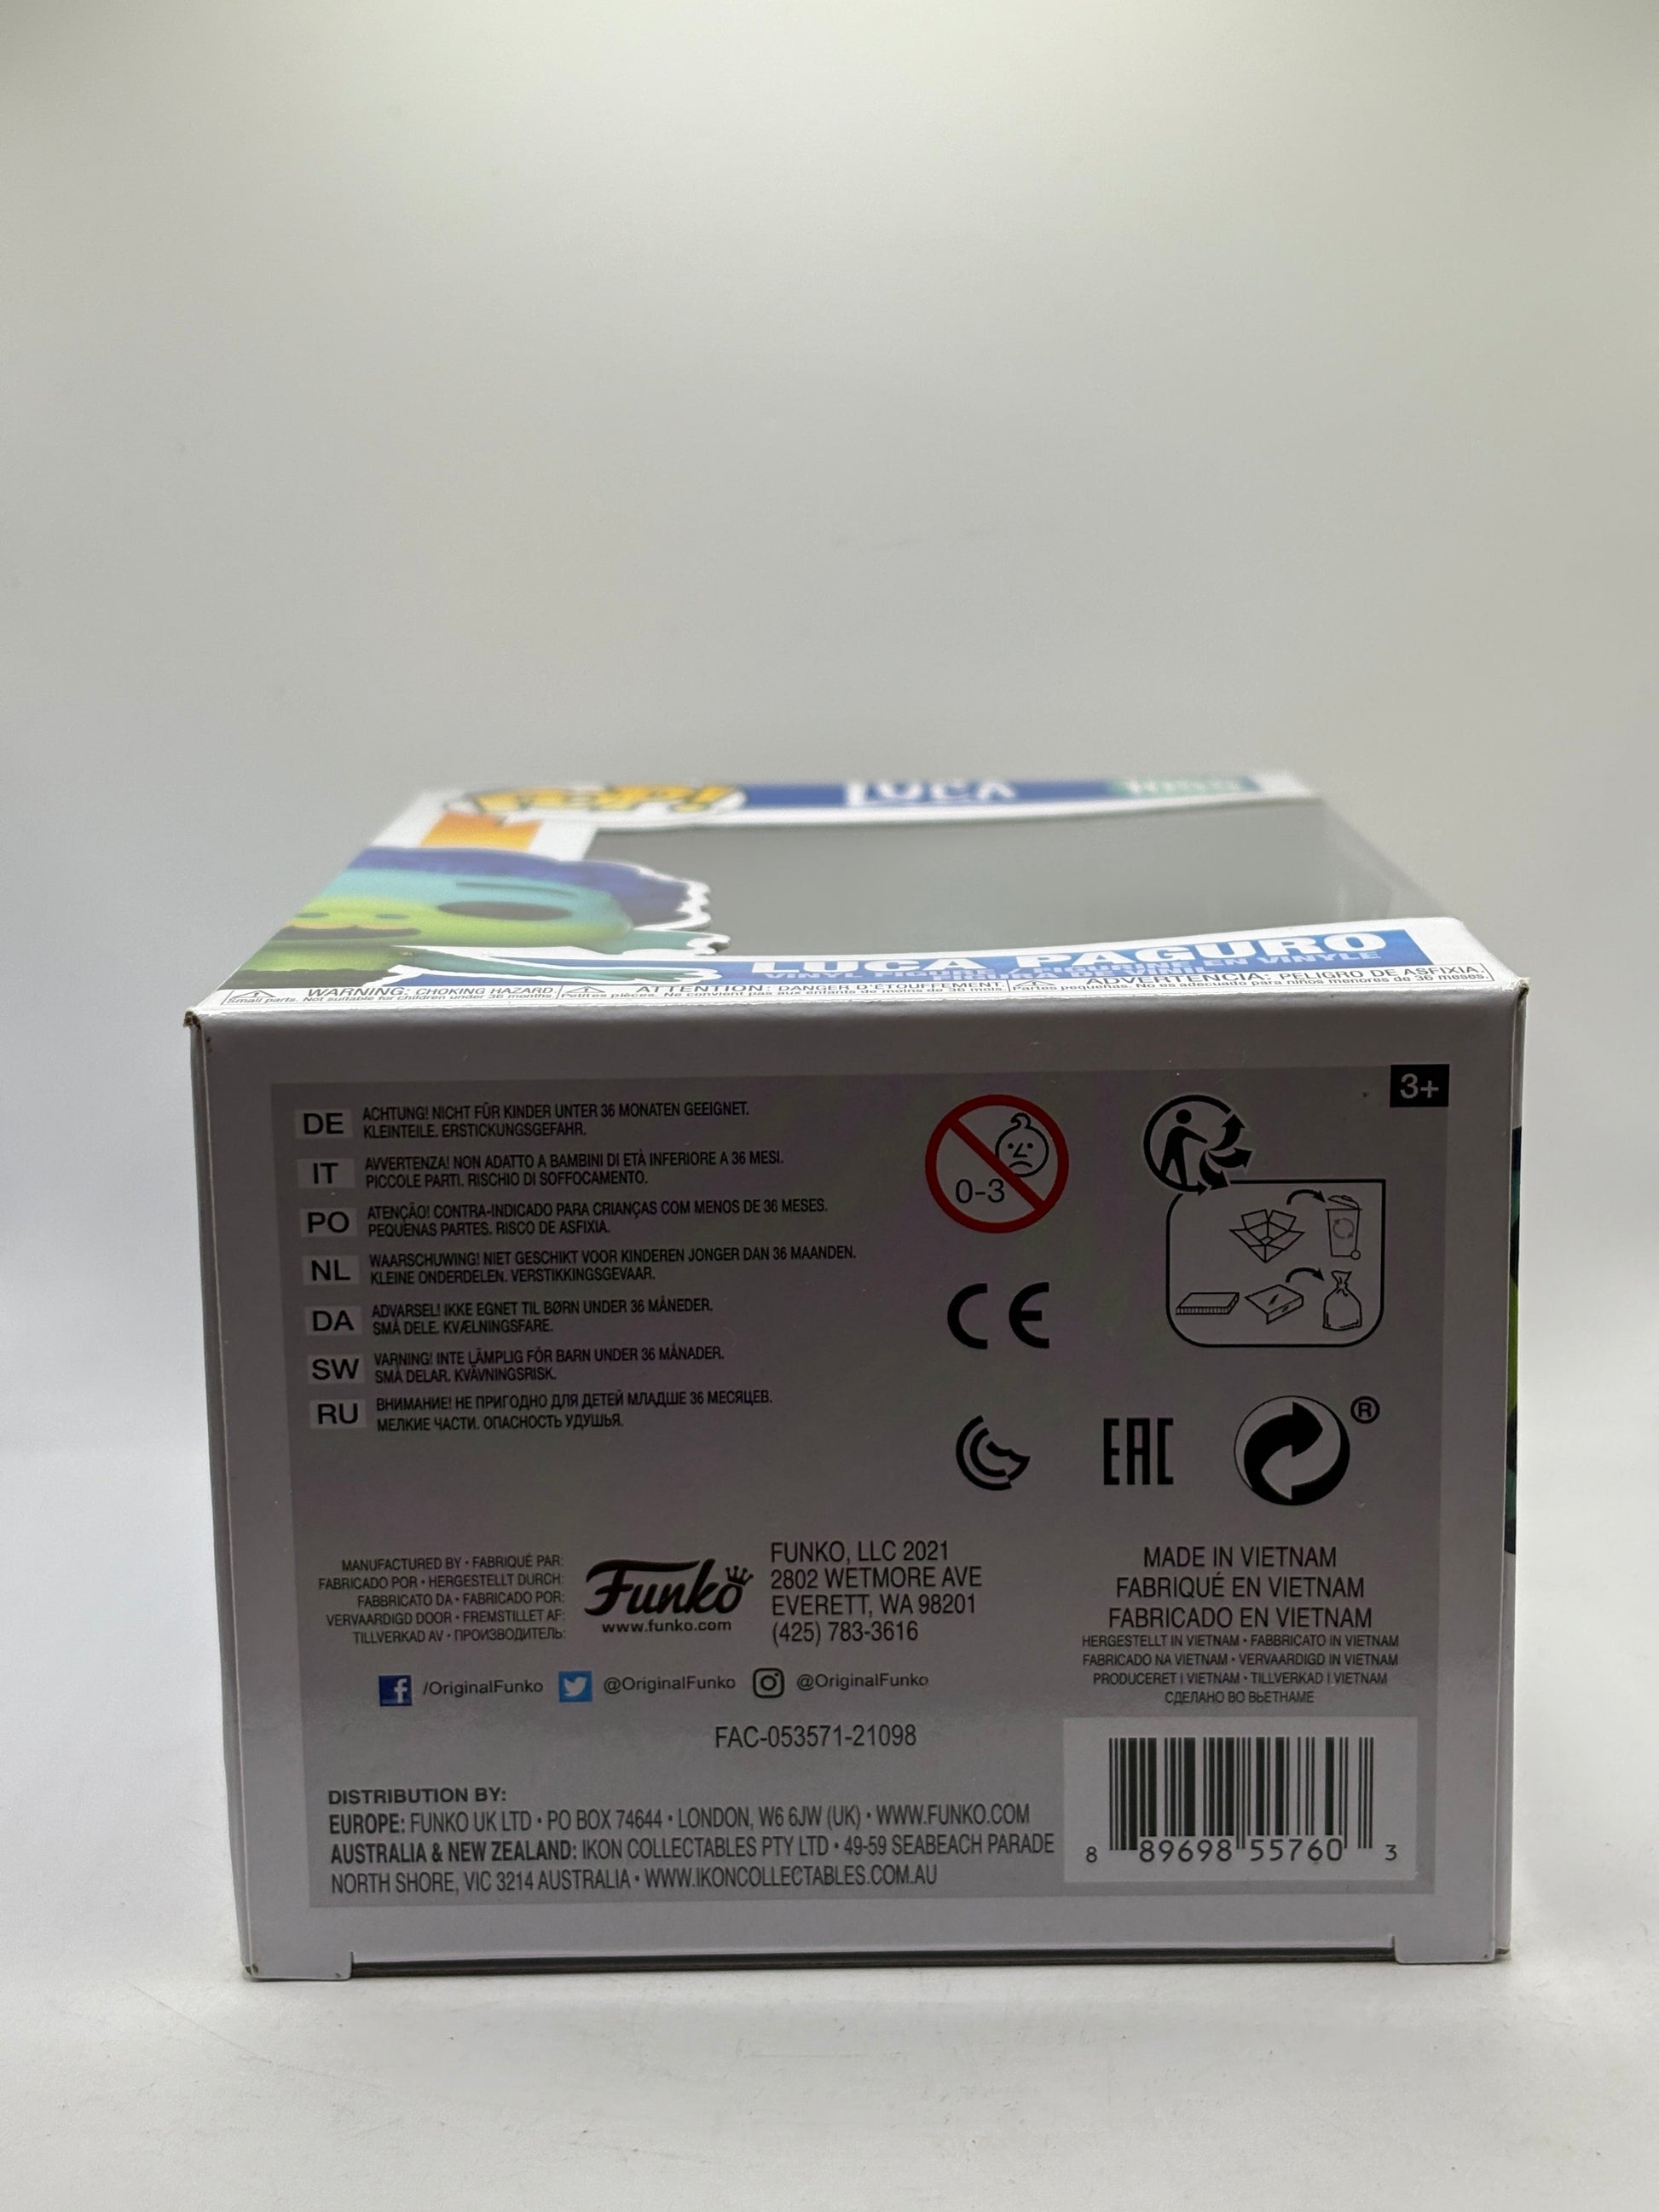 POP!
LUCA
LUCA PAGURO
VINYL FIGURE / FIGURINE EN VINYLE
WARNING: CHOKING HAZARD.
Small parts. Not suitable for children under 36 months.
ATTENTION: DANGER D'ÉTOUFFEMENT.
Petites pièces. Ne convient pas aux enfants de moins de 36 mois.
ADVERTENCIA: PELIGRO DE ASFIXIA.
Partes pequeñas. No es adecuado para niños menores de 36 meses.
3+
DE ACHTUNG! NICHT FÜR KINDER UNTER 36 MONATEN GEEIGNET.
KLEINTEILE. ERSTICKUNGSGEFAHR.
IT AVVERTENZA! NON ADATTO A BAMBINI DI ETÀ INFERIORE A 36 MESI.
PICCOLE PARTI. RISCHIO DI SOFFOCAMENTO.
PO ATENÇÃO! CONTRA-INDICADO PARA CRIANÇAS COM MENOS DE 36 MESES.
PEQUENAS PARTES. RISCO DE ASFIXIA.
NL WAARSCHUWING! NIET GESCHIKT VOOR KINDEREN JONGER DAN 36 MAANDEN.
KLEINE ONDERDELEN. VERSTIKKINGSGEVAAR.
DA ADVARSEL! IKKE EGNET TIL BØRN UNDER 36 MÅNEDER.
SMÅ DELE. KVÆLNINGSFARE.
SW VARNING! INTE LÄMPLIG FÖR BARN UNDER 36 MÅNADER.
SMÅ DELAR. KVÄVNINGSRISK.
RU ВНИМАНИЕ! НЕ ПРИГОДНО ДЛЯ ДЕТЕЙ МЛАДШЕ 36 МЕСЯЦЕВ.
МЕЛКИЕ ЧАСТИ. ОПАСНОСТЬ УДУШЬЯ.
0-3
CE
EAC
®
MANUFACTURED BY • FABRIQUÉ PAR:
FABRICADO POR • HERGESTELLT DURCH:
FABBRICATO DA • FABRICADO POR:
VERVAARDIGD DOOR • FREMSTILLET AF:
TILLVERKAD AV • ПРОИЗВОДИТЕЛЬ:
Funko
www.funko.com
FUNKO, LLC 2021
2802 WETMORE AVE
EVERETT, WA 98201
(425) 783-3616
MADE IN VIETNAM
FABRIQUÉ EN VIETNAM
FABRICADO EN VIETNAM
HERGESTELLT IN VIETNAM • FABBRICATO IN VIETNAM
FABRICADO NA VIETNAM • VERVAARDIGD IN VIETNAM
PRODUCERET I VIETNAM • TILLVERKAD I VIETNAM
СДЕЛАНО ВО ВЬЕТНАМЕ
f /OriginalFunko @OriginalFunko @OriginalFunko
FAC-053571-21098
DISTRIBUTION BY:
EUROPE: FUNKO UK LTD • PO BOX 74644 • LONDON, W6 6JW (UK) • WWW.FUNKO.COM
AUSTRALIA & NEW ZEALAND: IKON COLLECTABLES PTY LTD • 49-59 SEABEACH PARADE
NORTH SHORE, VIC 3214 AUSTRALIA • WWW.IKONCOLLECTABLES.COM.AU
8 89698 55760 3